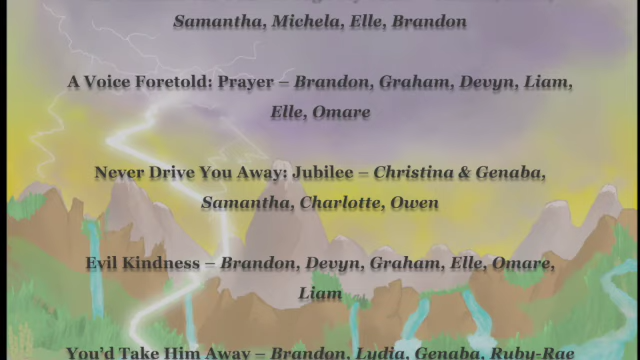 Samantha, Michela, Elle, Brandon
A Voice Foretold: Prayer – Brandon, Graham, Devyn, Liam,
Elle, Omare
Never Drive You Away: Jubilee – Christina & Genaba,
Samantha, Charlotte, Owen
Evil Kindness – Brandon, Devyn, Graham, Elle, Omare,
Liam
You'd Take Him Away – Brandon, Lydia, Genaba, Ruby-Rae